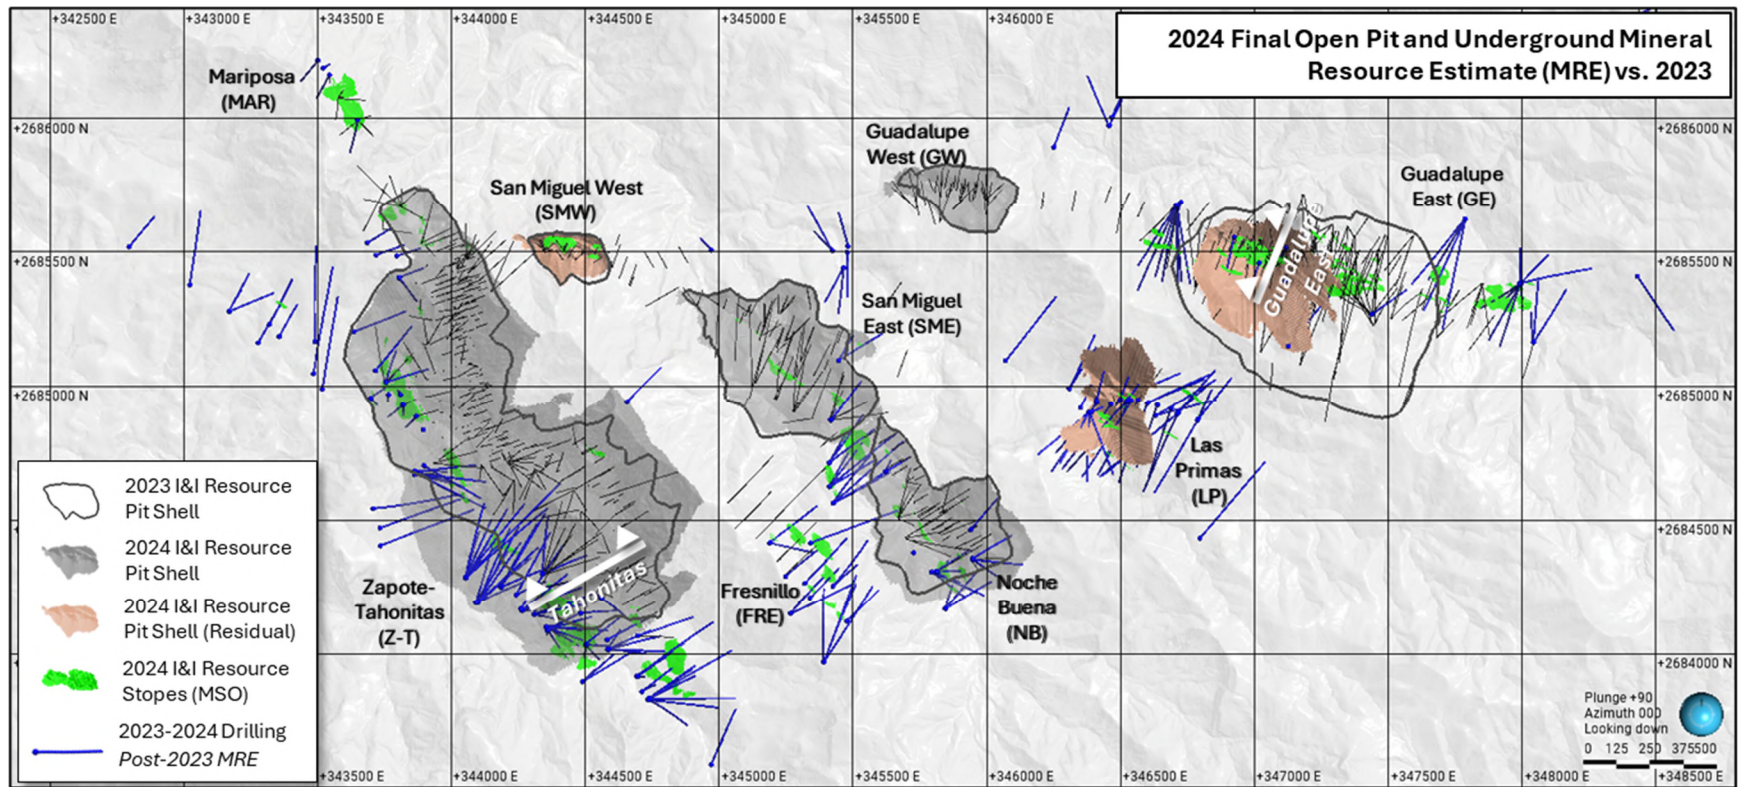 +342500 E
+343000 E
+343500 E
+344000 E
+344500 E
+345000 E
+345500 E
+346000 E
2024 Final Open Pit and Underground Mineral
Resource Estimate (MRE) vs. 2023
Mariposa
(MAR)
+2686000 N
+2686000 N
Guadalupe
West (GW)
San Miguel West
(SMW)
Guadalupe
East (GE)
Guadalupe
East
+2685500 N
+2685500 N
San Miguel
East (SME)
+2685000 N
+2685000 N
Las
Primas
(LP)
2023 I&I Resource
Pit Shell
2024 I&I Resource
Pit Shell
2024 I&I Resource
Pit Shell (Residual)
2024 I&I Resource
Stopes (MSO)
2023-2024 Drilling
Post-2023 MRE
+2684500 N
Zapote-
Tahonitas
(Z-T)
Tahonitas
Fresnillo
(FRE)
Noche
Buena
(NB)
+2684000 N
Plunge +90
Azimuth 000
Looking down
0 125 250 375500
+343500 E
+344000 E
+344500 E
+345000 E
+345500 E
+346000 E
+346500 E
+347000 E
+347500 E
+348000 E
+348500 E